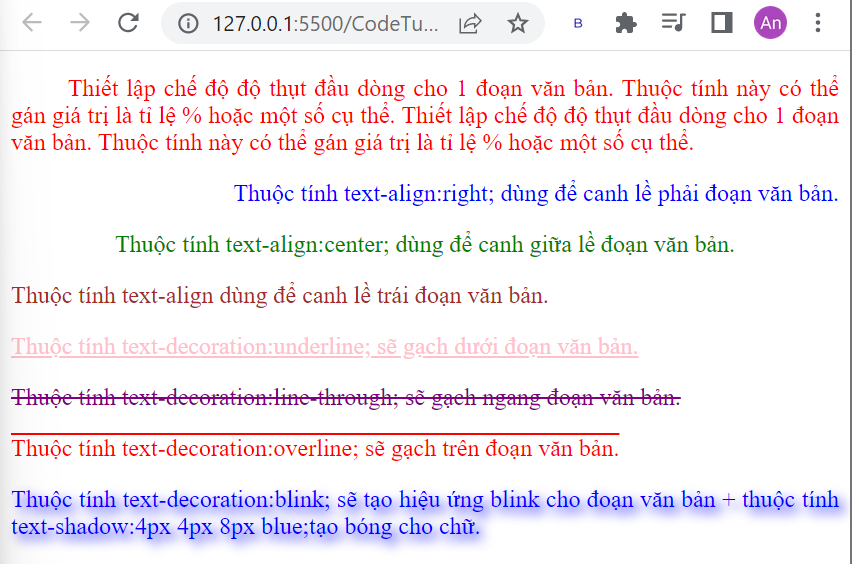 127.0.0.1:5500/CodeTu...
B
An
Thiết lập chế độ độ thụt đầu dòng cho 1 đoạn văn bản. Thuộc tính này có thể
gán giá trị là tỉ lệ % hoặc một số cụ thể. Thiết lập chế độ độ thụt đầu dòng cho 1 đoạn
văn bản. Thuộc tính này có thể gán giá trị là tỉ lệ % hoặc một số cụ thể.
Thuộc tính text-align:right; dùng để canh lề phải đoạn văn bản.
Thuộc tính text-align:center; dùng để canh giữa lề đoạn văn bản.
Thuộc tính text-align dùng để canh lề trái đoạn văn bản.
Thuộc tính text-decoration:underline; sẽ gạch dưới đoạn văn bản.
Thuộc tính text-decoration:line-through; sẽ gạch ngang đoạn văn bản.
Thuộc tính text-decoration:overline; sẽ gạch trên đoạn văn bản.
Thuộc tính text-decoration:blink; sẽ tạo hiệu ứng blink cho đoạn văn bản + thuộc tính
text-shadow:4px 4px 8px blue;tạo bóng cho chữ.